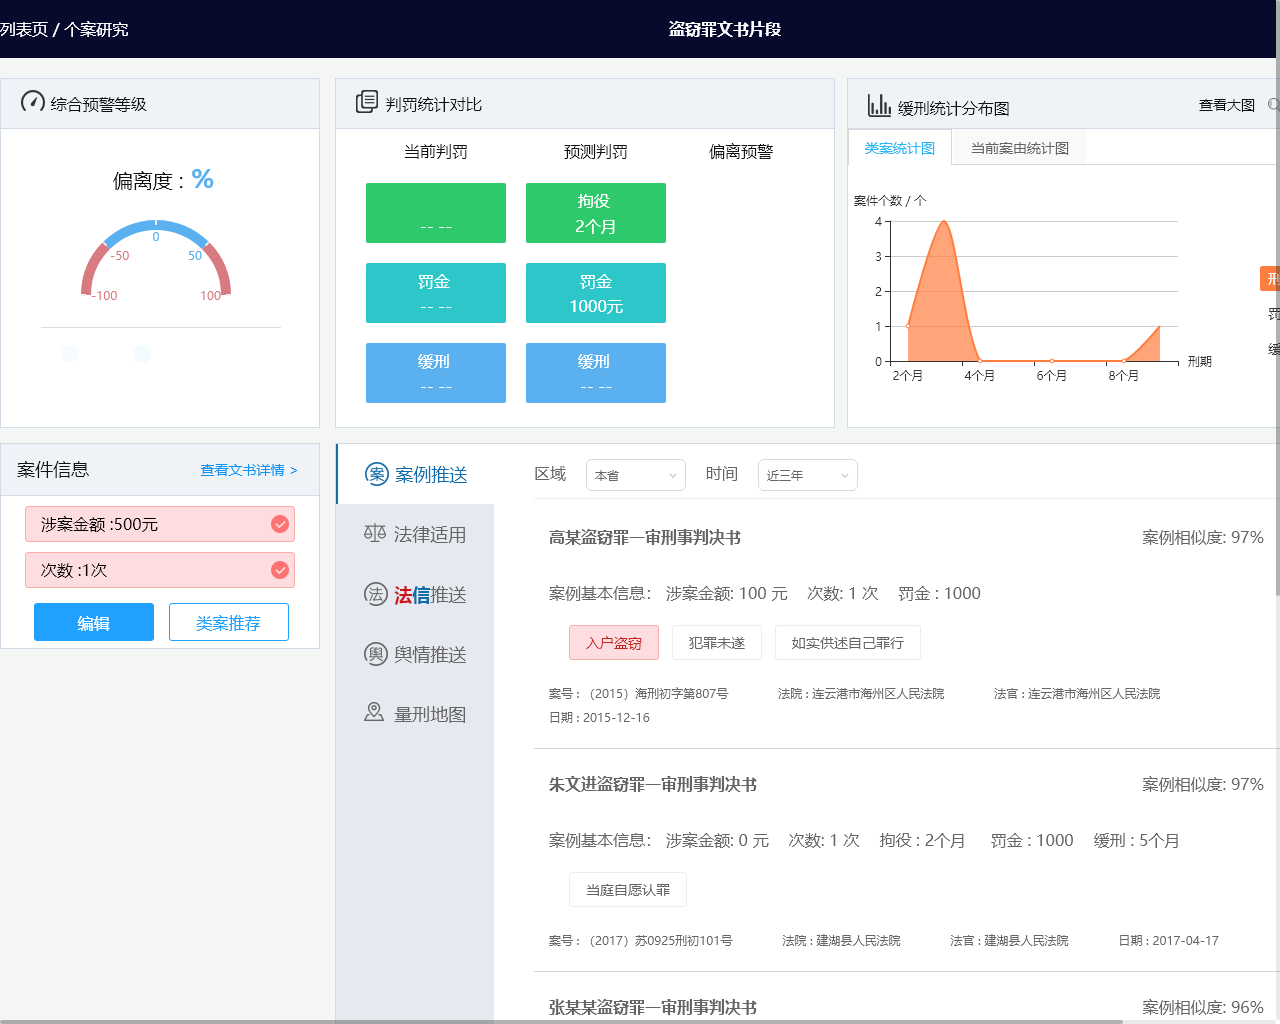 列表页 / 个案研究
盗窃罪文书片段
综合预警等级
偏离度 : %
0
-50
50
-100
100
判罚统计对比
当前判罚
预测判罚
偏离预警
-- --
拘役
2个月
罚金
-- --
罚金
1000元
缓刑
-- --
缓刑
-- --
缓刑统计分布图
查看大图
类案统计图
当前案由统计图
案件个数 / 个
4
3
2
1
0
2个月
4个月
6个月
8个月
刑期
刑
罚
缓
案件信息
查看文书详情 >
涉案金额 :500元
次数 :1次
编辑
类案推荐
案 案例推送
法律适用
法 法信推送
舆 舆情推送
量刑地图
区域
本省
时间
近三年
高某盗窃罪一审刑事判决书
案例相似度: 97%
案例基本信息: 涉案金额: 100 元 次数: 1 次 罚金 : 1000
入户盗窃
犯罪未遂
如实供述自己罪行
案号 : （2015）海刑初字第807号 法院 : 连云港市海州区人民法院 法官 : 连云港市海州区人民法院
日期 : 2015-12-16
朱文进盗窃罪一审刑事判决书
案例相似度: 97%
案例基本信息: 涉案金额: 0 元 次数: 1 次 拘役 : 2个月 罚金 : 1000 缓刑 : 5个月
当庭自愿认罪
案号 : （2017）苏0925刑初101号 法院 : 建湖县人民法院 法官 : 建湖县人民法院 日期 : 2017-04-17
张某某盗窃罪一审刑事判决书
案例相似度: 96%